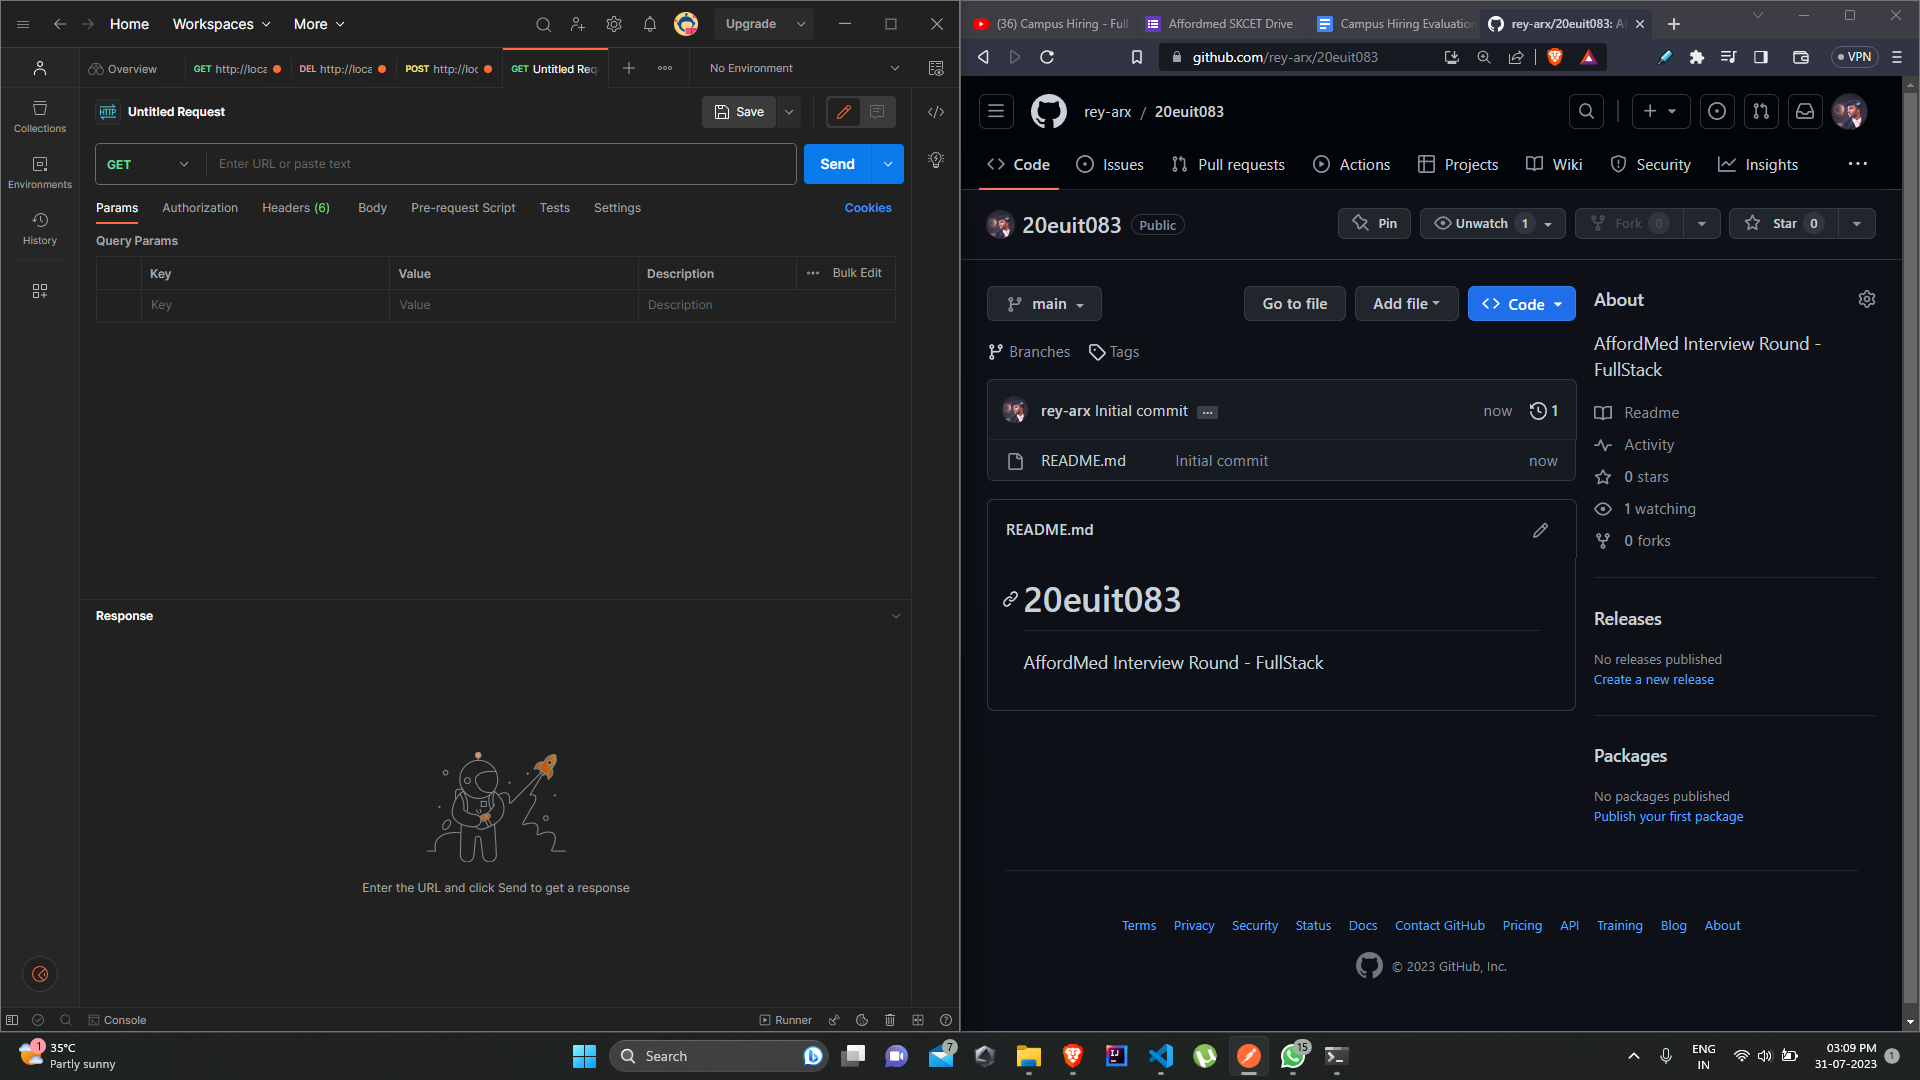 Home Workspaces More Upgrade
Overview GET http://loca DEL http://loca POST http://loc GET Untitled Req No Environment
HTTP Untitled Request Save
Collections
GET Enter URL or paste text Send
Environments
Params Authorization Headers (6) Body Pre-request Script Tests Settings Cookies
History
Query Params
Key Value Description Bulk Edit
Key Value Description
Response
Enter the URL and click Send to get a response
Console Runner
(36) Campus Hiring - Full Affordmed SKCET Drive Campus Hiring Evaluation rey-arx/20euit083: Af
github.com/rey-arx/20euit083 VPN
rey-arx / 20euit083
Code Issues Pull requests Actions Projects Wiki Security Insights
20euit083 Public Pin Unwatch 1 Fork 0 Star 0
main Go to file Add file Code
Branches Tags
rey-arx Initial commit ... now 1
README.md Initial commit now
README.md
20euit083
AffordMed Interview Round - FullStack
About
AffordMed Interview Round -
FullStack
Readme
Activity
0 stars
1 watching
0 forks
Releases
No releases published
Create a new release
Packages
No packages published
Publish your first package
Terms Privacy Security Status Docs Contact GitHub Pricing API Training Blog About
© 2023 GitHub, Inc.
1 35°C
Partly sunny
Search 7 IJ 15
ENG
IN
03:09 PM
31-07-2023
1